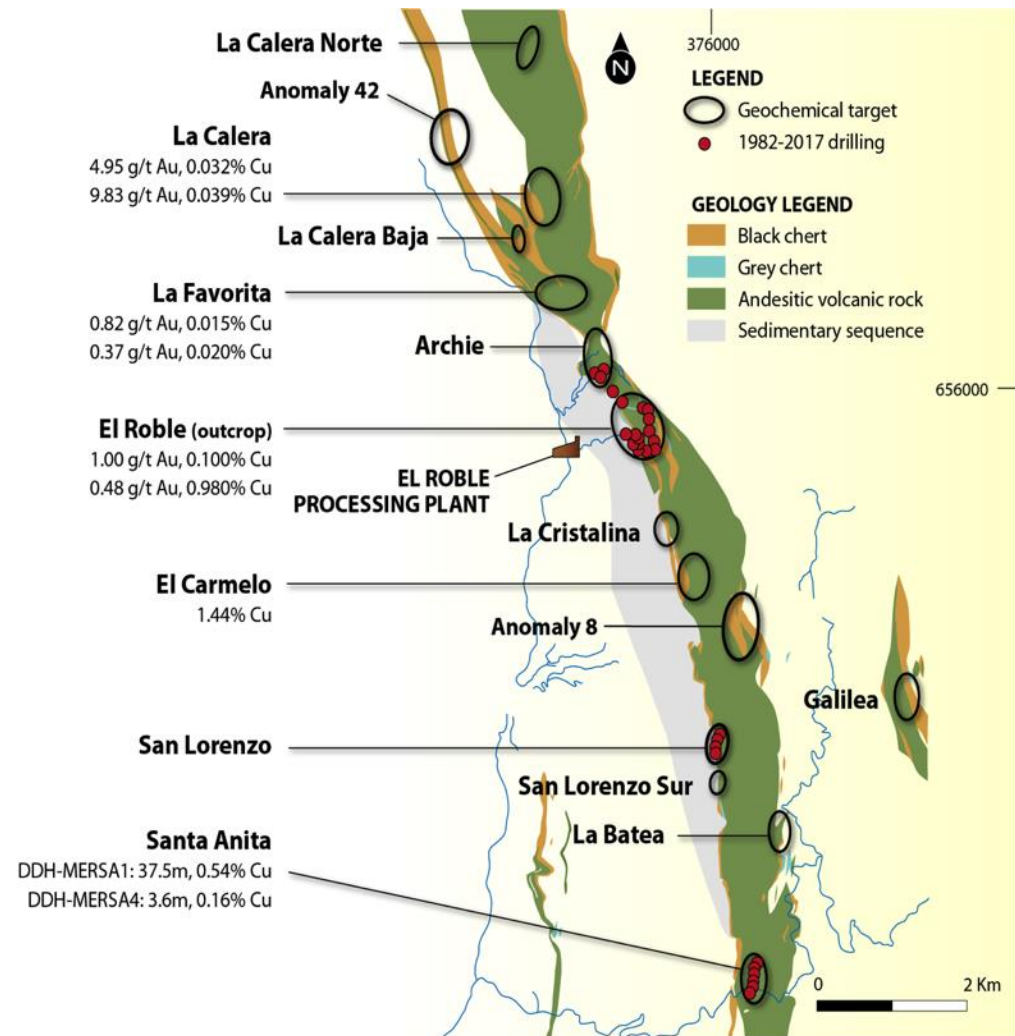 La Calera Norte
Anomaly 42
La Calera
4.95 g/t Au, 0.032% Cu
9.83 g/t Au, 0.039% Cu
La Calera Baja
La Favorita
0.82 g/t Au, 0.015% Cu
0.37 g/t Au, 0.020% Cu
Archie
El Roble (outcrop)
1.00 g/t Au, 0.100% Cu
0.48 g/t Au, 0.980% Cu
EL ROBLE
PROCESSING PLANT
La Cristalina
El Carmelo
1.44% Cu
Anomaly 8
Galilea
San Lorenzo
San Lorenzo Sur
La Batea
Santa Anita
DDH-MERSA1: 37.5m, 0.54% Cu
DDH-MERSA4: 3.6m, 0.16% Cu
N
376000
LEGEND
Geochemical target
1982-2017 drilling
GEOLOGY LEGEND
Black chert
Grey chert
Andesitic volcanic rock
Sedimentary sequence
656000
0 2 Km